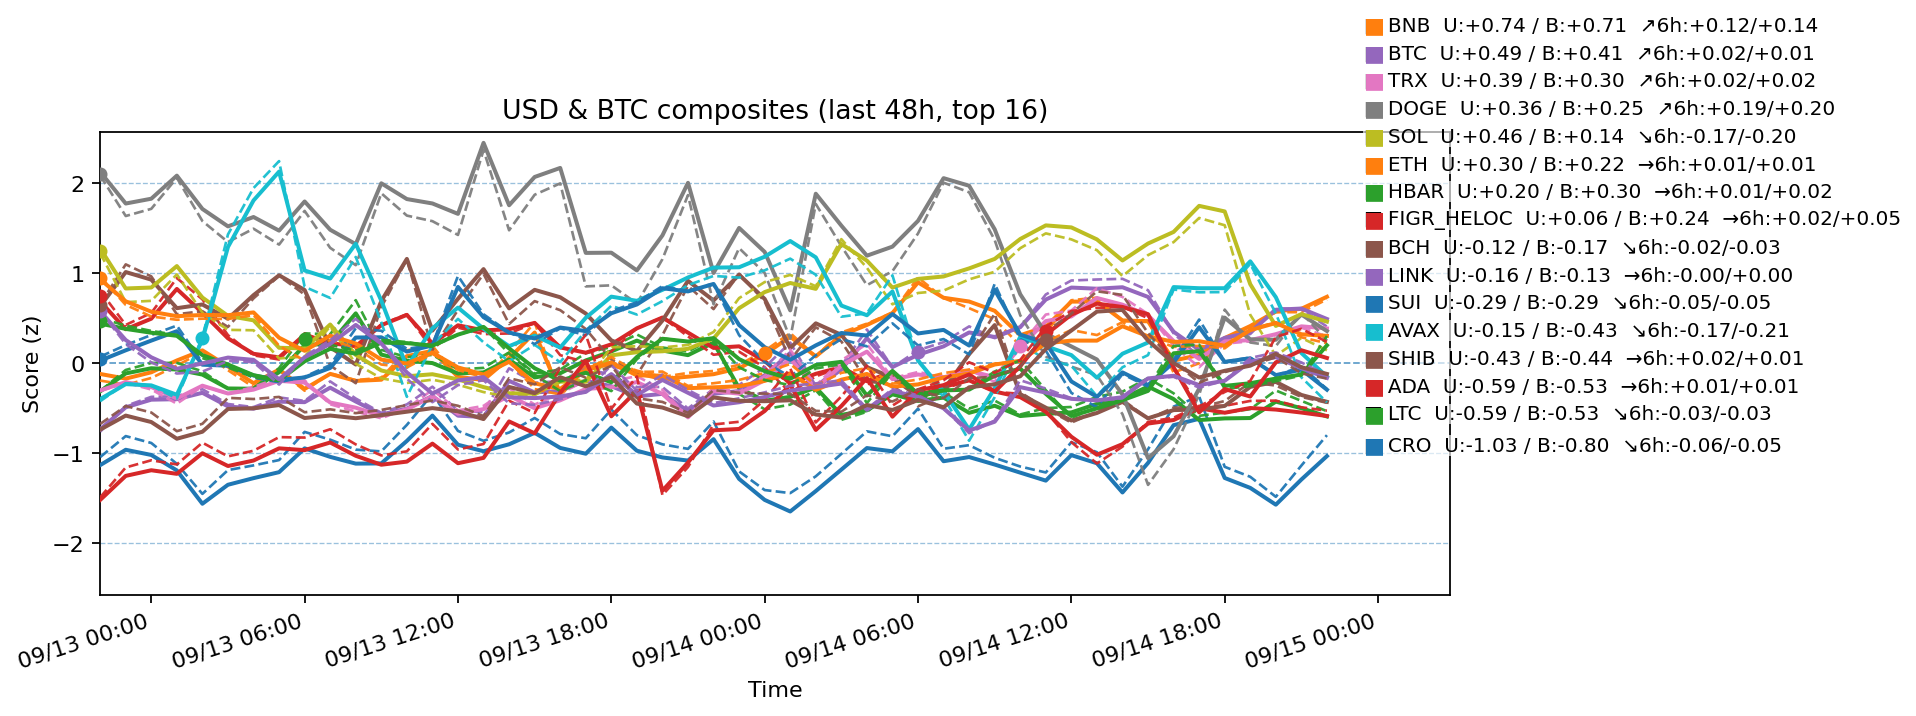 BNB  U:+0.74 / B:+0.71  ↗6h:+0.12/+0.14
BTC  U:+0.49 / B:+0.41  ↗6h:+0.02/+0.01
TRX  U:+0.39 / B:+0.30  ↗6h:+0.02/+0.02
DOGE  U:+0.36 / B:+0.25  ↗6h:+0.19/+0.20
SOL  U:+0.46 / B:+0.14  ↘6h:-0.17/-0.20
ETH  U:+0.30 / B:+0.22  →6h:+0.01/+0.01
HBAR  U:+0.20 / B:+0.30  →6h:+0.01/+0.02
FIGR_HELOC  U:+0.06 / B:+0.24  →6h:+0.02/+0.05
BCH  U:-0.12 / B:-0.17  ↘6h:-0.02/-0.03
LINK  U:-0.16 / B:-0.13  →6h:-0.00/+0.00
SUI  U:-0.29 / B:-0.29  ↘6h:-0.05/-0.05
AVAX  U:-0.15 / B:-0.43  ↘6h:-0.17/-0.21
SHIB  U:-0.43 / B:-0.44  →6h:+0.02/+0.01
ADA  U:-0.59 / B:-0.53  →6h:+0.01/+0.01
LTC  U:-0.59 / B:-0.53  ↘6h:-0.03/-0.03
CRO  U:-1.03 / B:-0.80  ↘6h:-0.06/-0.05
USD & BTC composites (last 48h, top 16)
Score (z)
2
1
0
−1
−2
09/13 00:00
09/13 06:00
09/13 12:00
09/13 18:00
09/14 00:00
09/14 06:00
09/14 12:00
09/14 18:00
09/15 00:00
Time